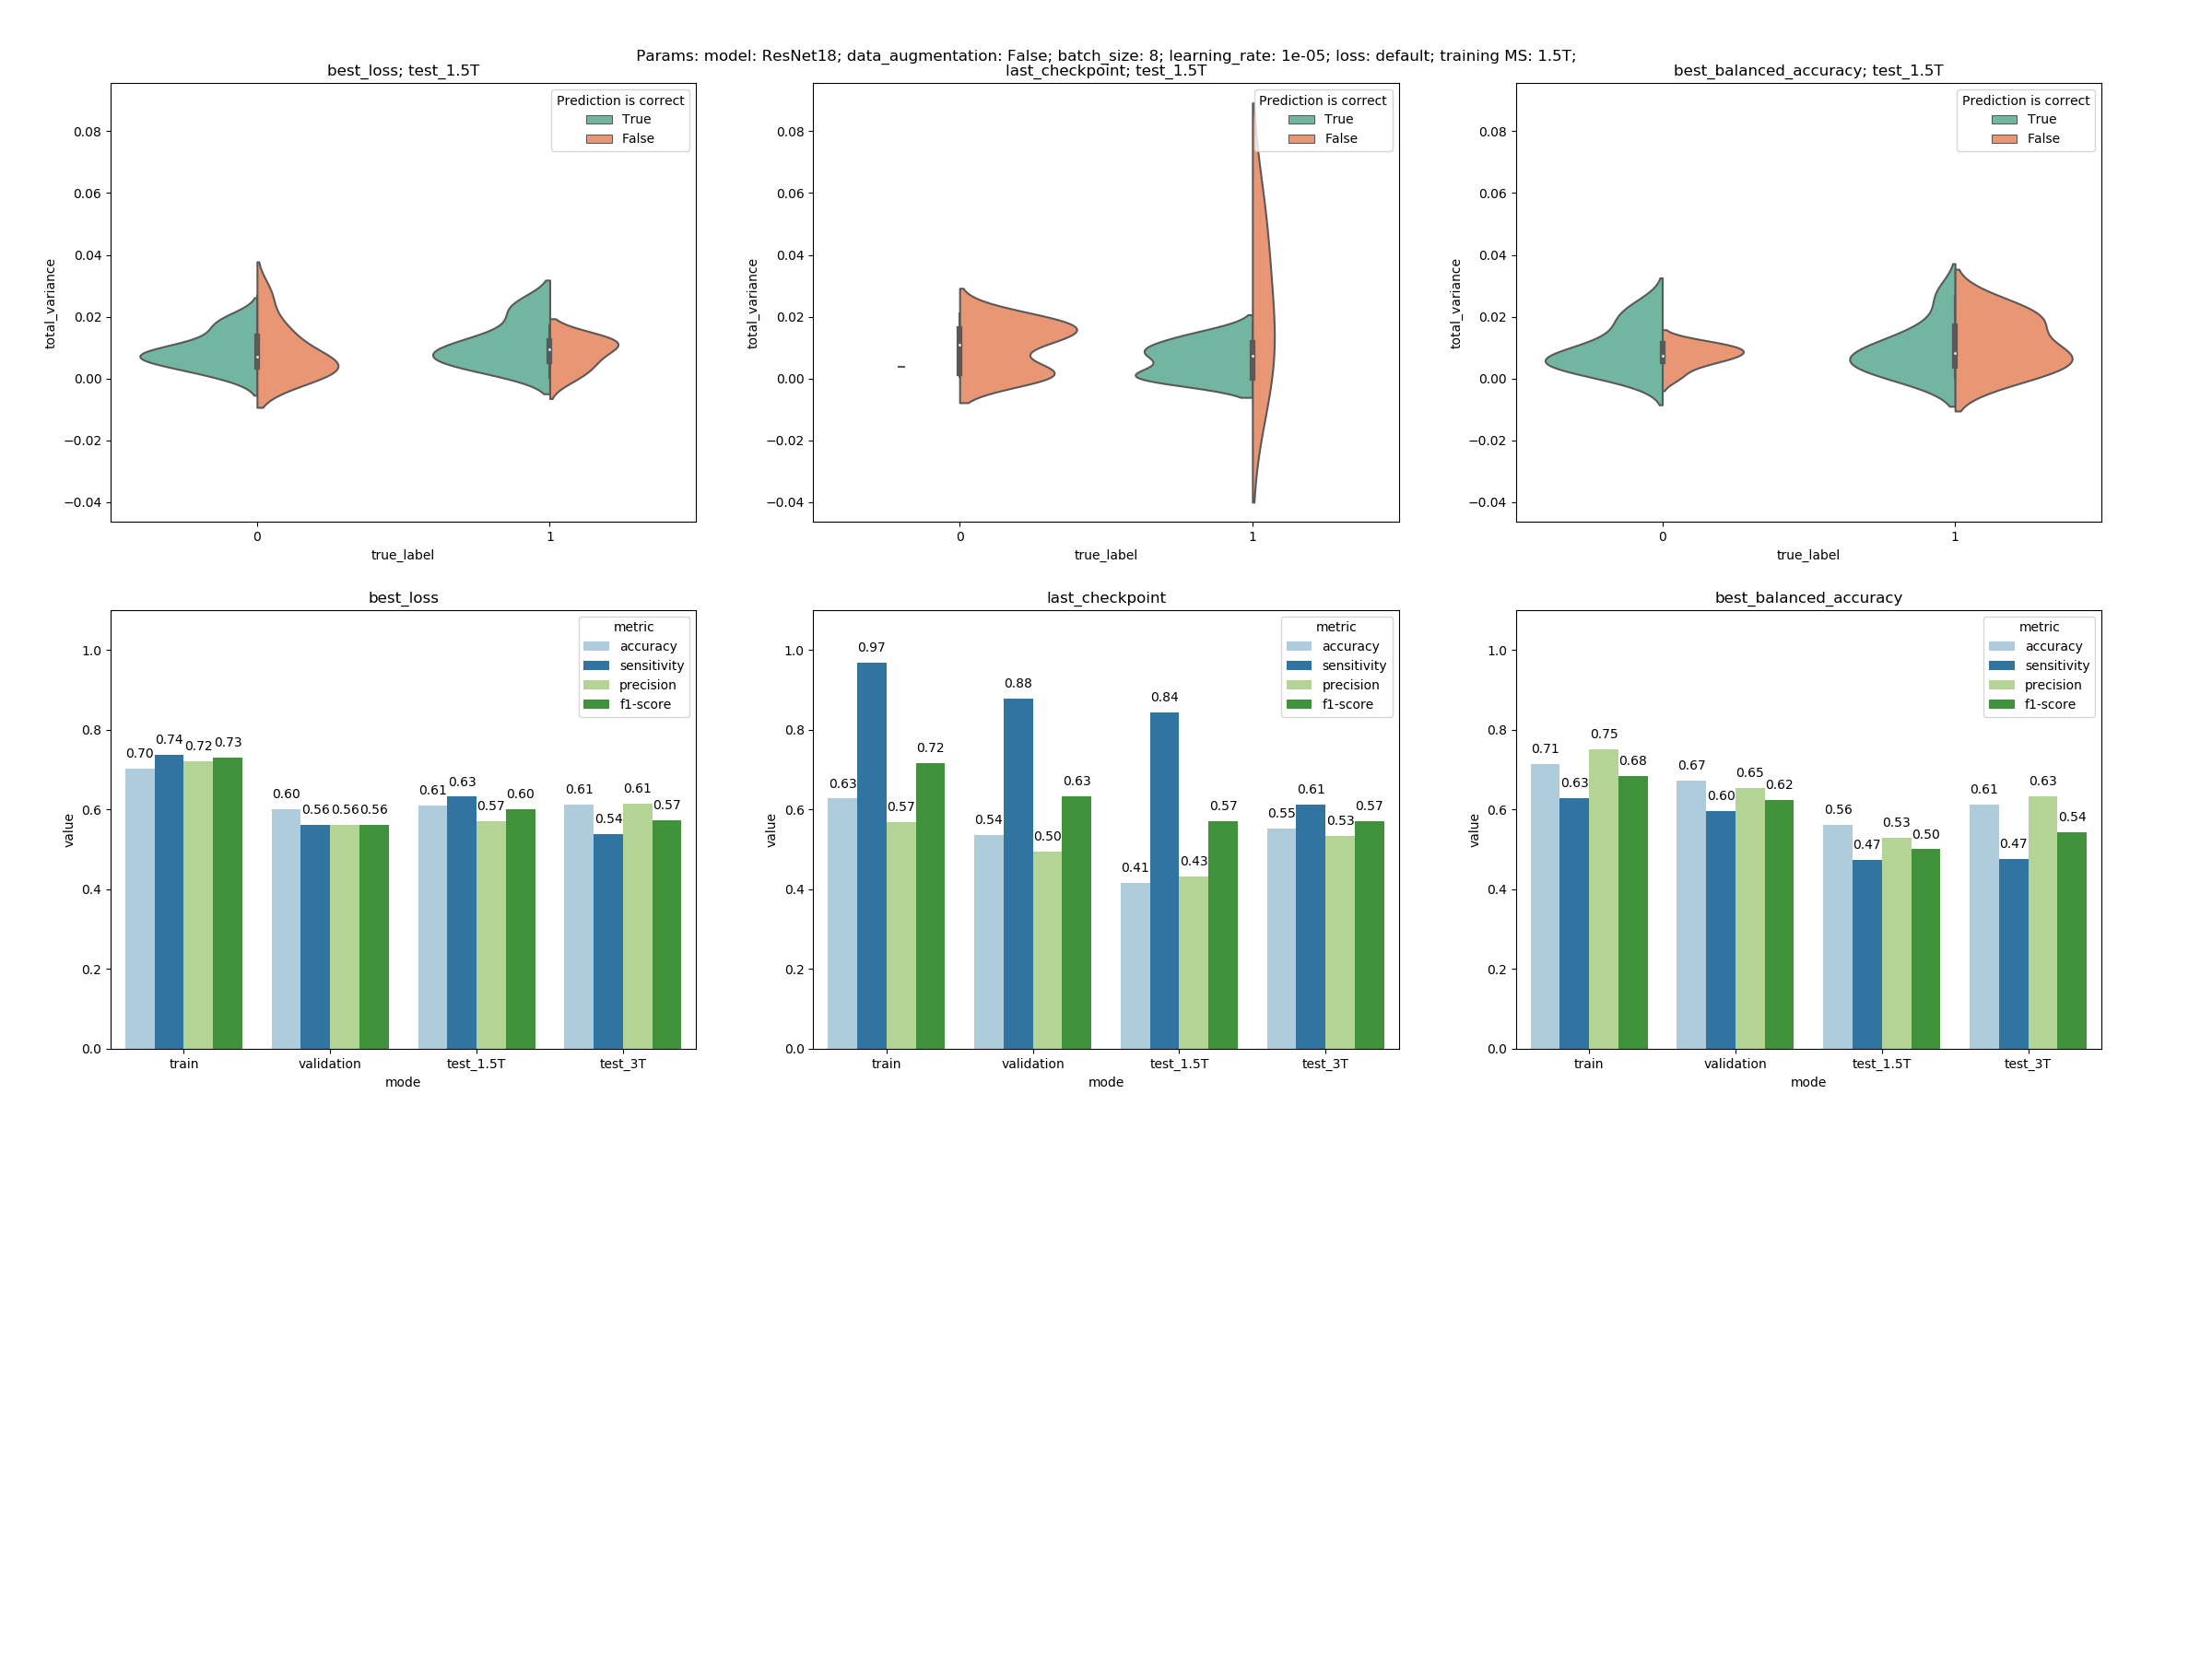 Params: model: ResNet18; data_augmentation: False; batch_size: 8; learning_rate: 1e-05; loss: default; training MS: 1.5T;
best_loss; test_1.5T
Prediction is correct
True
False
0.08
0.06
0.04
0.02
0.00
−0.02
−0.04
total_variance
0
1
true_label
last_checkpoint; test_1.5T
Prediction is correct
True
False
0.08
0.06
0.04
0.02
0.00
−0.02
−0.04
total_variance
0
1
true_label
best_balanced_accuracy; test_1.5T
Prediction is correct
True
False
0.08
0.06
0.04
0.02
0.00
−0.02
−0.04
total_variance
0
1
true_label
best_loss
metric
accuracy
sensitivity
precision
f1-score
1.0
0.8
0.6
0.4
0.2
0.0
value
0.70
0.74
0.72
0.73
0.60
0.56
0.56
0.56
0.61
0.63
0.57
0.60
0.61
0.54
0.61
0.57
train
validation
test_1.5T
test_3T
mode
last_checkpoint
metric
accuracy
sensitivity
precision
f1-score
1.0
0.8
0.6
0.4
0.2
0.0
value
0.63
0.97
0.57
0.72
0.54
0.88
0.50
0.63
0.41
0.84
0.43
0.57
0.55
0.61
0.53
0.57
train
validation
test_1.5T
test_3T
mode
best_balanced_accuracy
metric
accuracy
sensitivity
precision
f1-score
1.0
0.8
0.6
0.4
0.2
0.0
value
0.71
0.63
0.75
0.68
0.67
0.60
0.65
0.62
0.56
0.47
0.53
0.50
0.61
0.47
0.63
0.54
train
validation
test_1.5T
test_3T
mode